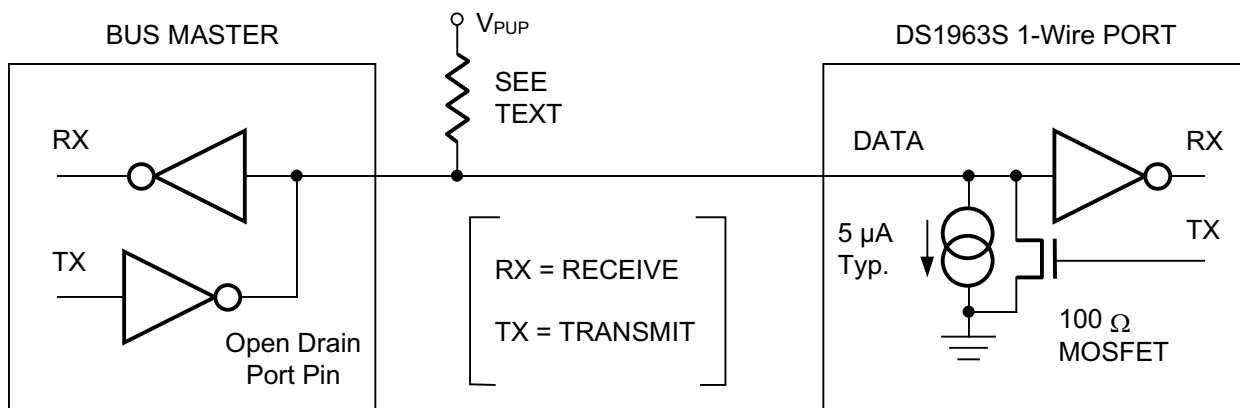 BUS MASTER
V_PUP
DS1963S 1-Wire PORT
SEE
TEXT
RX
DATA
RX
TX
5 µA
Typ.
TX
RX = RECEIVE
TX = TRANSMIT
Open Drain
Port Pin
100 Ω
MOSFET